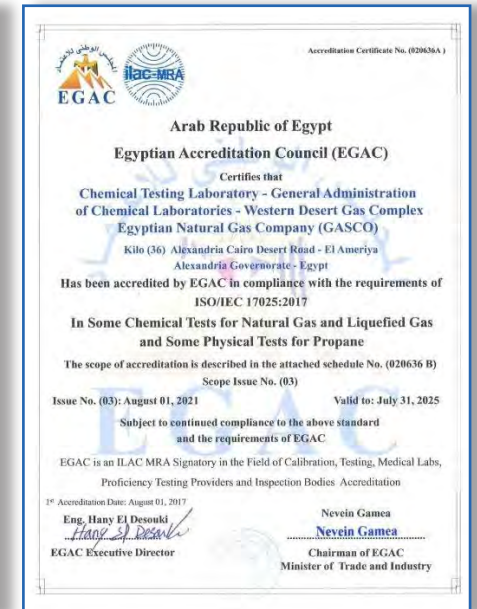 Accreditation Certificate No. (020636A )
المجلس الوطني للاعتماد
EGAC
ilac-MRA
Arab Republic of Egypt
Egyptian Accreditation Council (EGAC)
Certifies that
Chemical Testing Laboratory - General Administration
of Chemical Laboratories - Western Desert Gas Complex
Egyptian Natural Gas Company (GASCO)
Kilo (36) Alexandria Cairo Desert Road - El Ameriya
Alexandria Governorate - Egypt
Has been accredited by EGAC in compliance with the requirements of
ISO/IEC 17025:2017
In Some Chemical Tests for Natural Gas and Liquefied Gas
and Some Physical Tests for Propane
The scope of accreditation is described in the attached schedule No. (020636 B)
Scope Issue No. (03)
Issue No. (03): August 01, 2021 Valid to: July 31, 2025
EGAC
Subject to continued compliance to the above standard
and the requirements of EGAC
EGAC is an ILAC MRA Signatory in the Field of Calibration, Testing, Medical Labs,
Proficiency Testing Providers and Inspection Bodies Accreditation
1st Accreditation Date: August 01, 2017
Eng. Hany El Desouki
Hany El Desouki
EGAC Executive Director
Nevein Gamea
Nevein Gamea
Chairman of EGAC
Minister of Trade and Industry